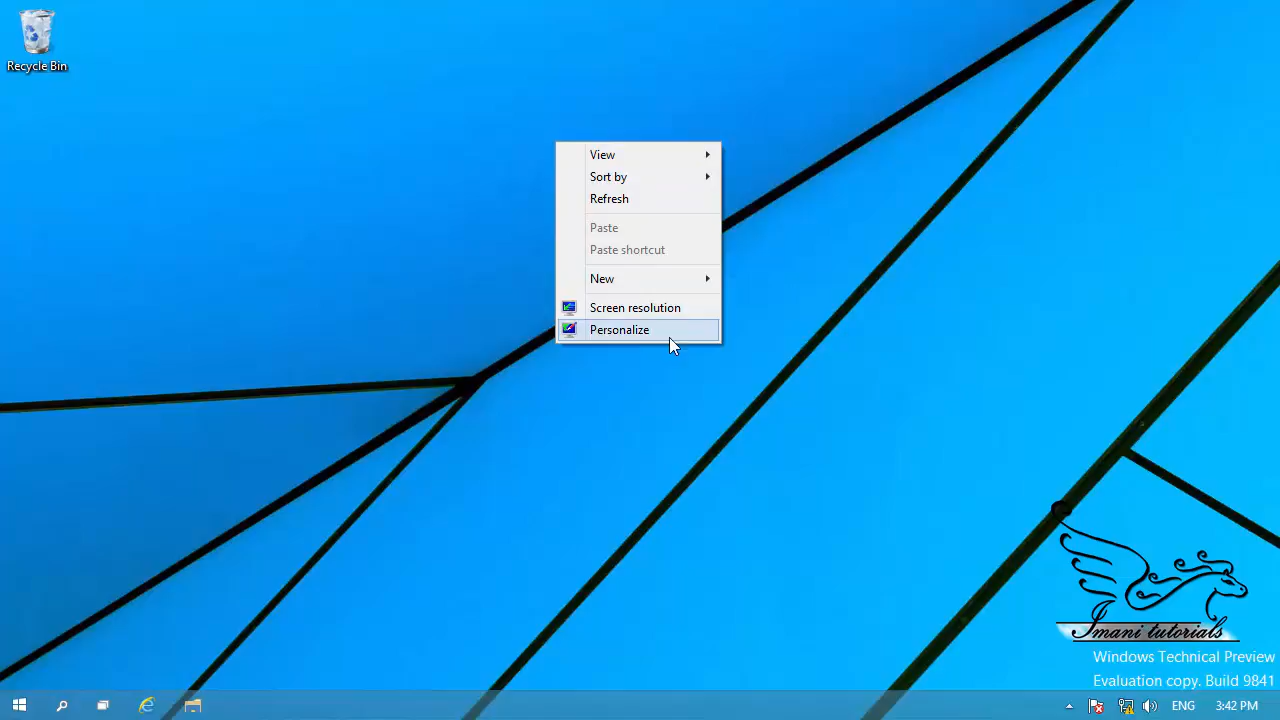 Recycle Bin
View
Sort by
Refresh
Paste
Paste shortcut
New
Screen resolution
Personalize
Imani tutorials
Windows Technical Preview
Evaluation copy. Build 9841
ENG
3:42 PM